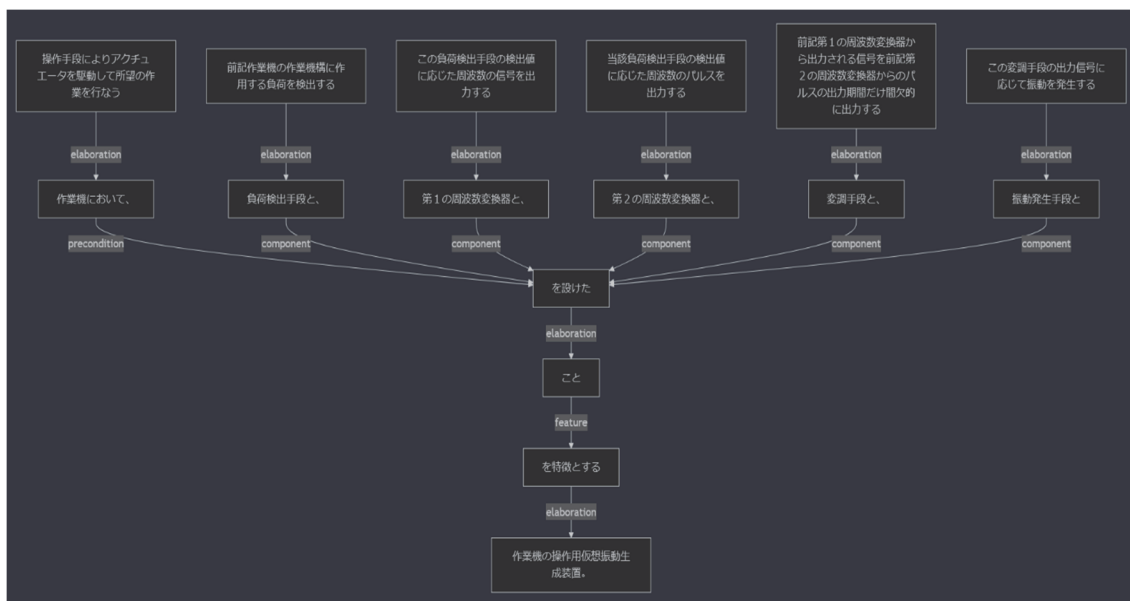 操作手段によりアクチュ
エータを駆動して所望の作
業を行なう
前記作業機の作業機構に作
用する負荷を検出する
この負荷検出手段の検出値
に応じた周波数の信号を出
力する
当該負荷検出手段の検出値
に応じた周波数のパルスを
出力する
前記第１の周波数変換器か
ら出力される信号を前記第
２の周波数変換器からのパ
ルスの出力期間だけ間欠的
に出力する
この変調手段の出力信号に
応じて振動を発生する
elaboration
elaboration
elaboration
elaboration
elaboration
elaboration
作業機において、
負荷検出手段と、
第１の周波数変換器と、
第２の周波数変換器と、
変調手段と、
振動発生手段と
precondition
component
component
component
component
component
を設けた
elaboration
こと
feature
を特徴とする
elaboration
作業機の操作用仮想振動生
成装置。